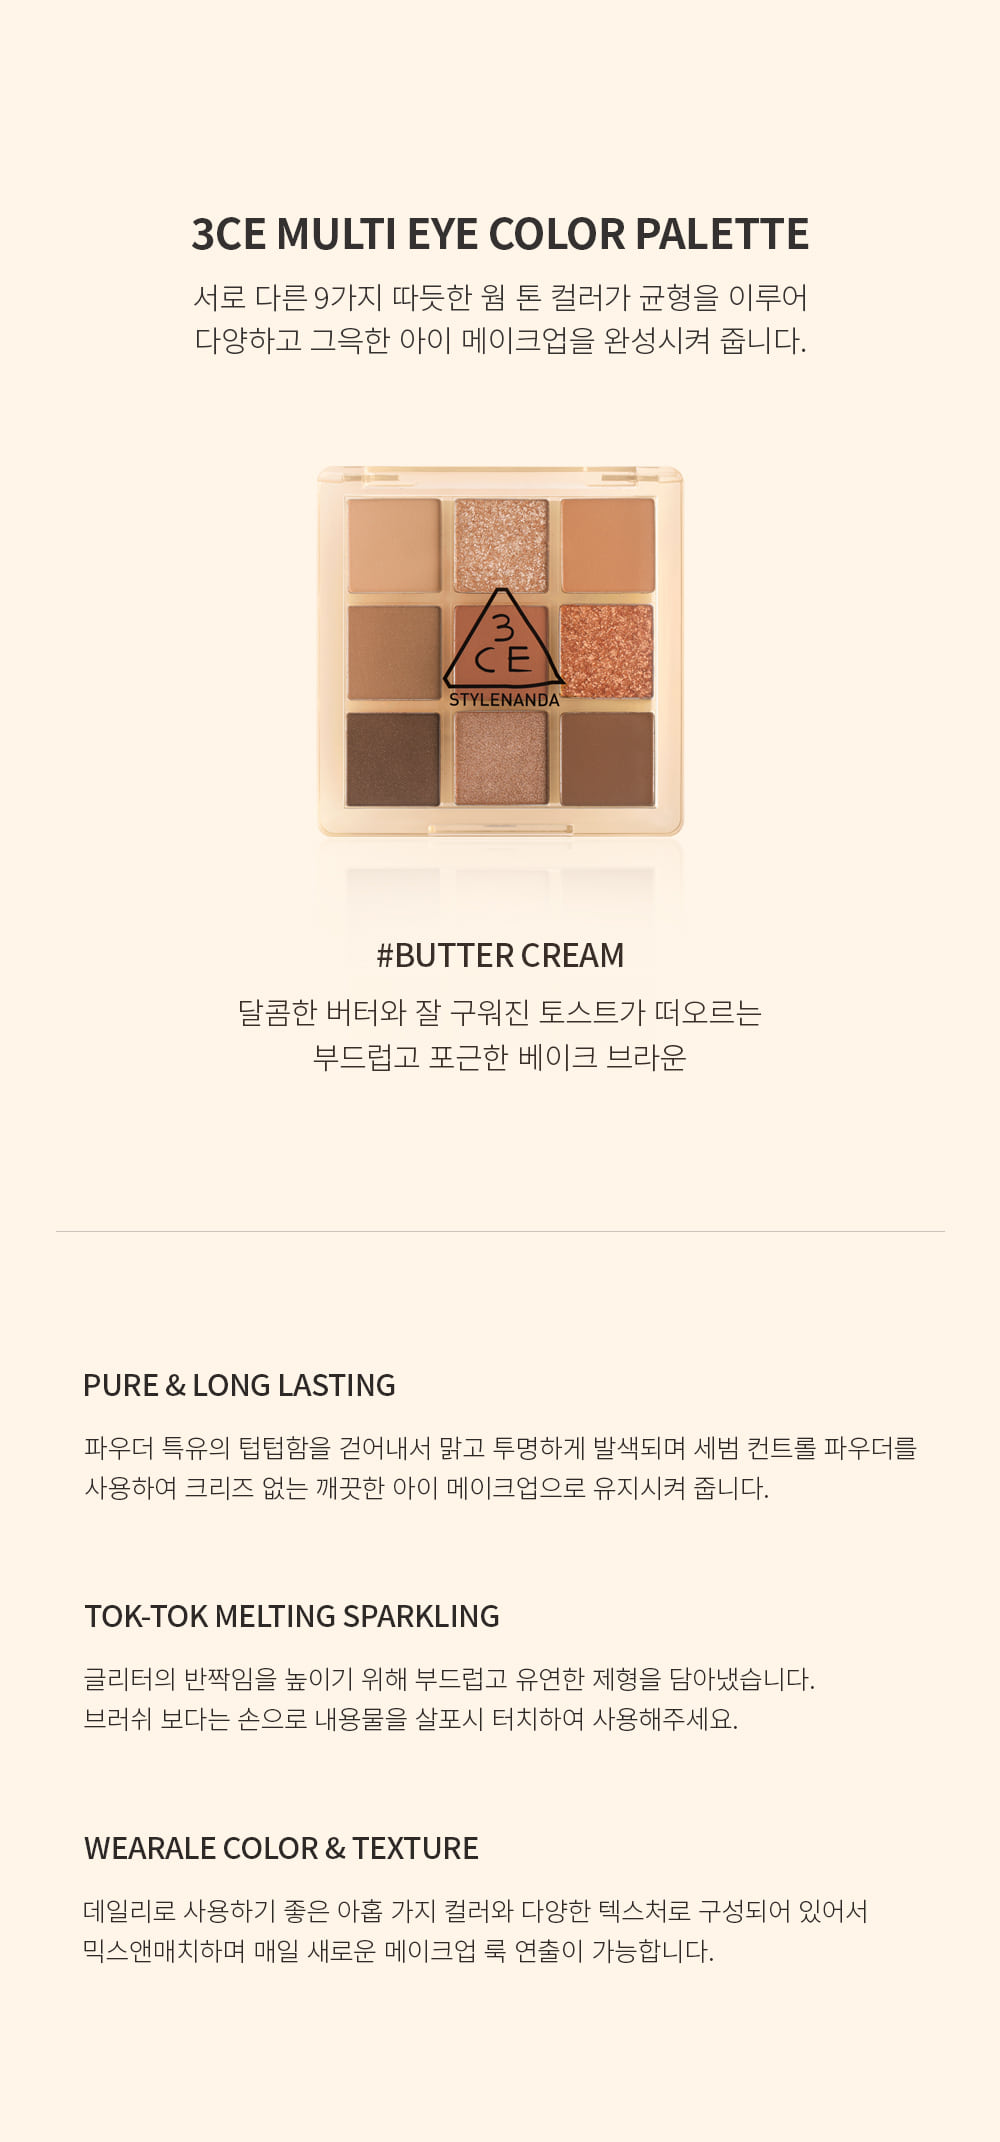 3CE MULTI EYE COLOR PALETTE
서로 다른 9가지 따듯한 웜 톤 컬러가 균형을 이루어
다양하고 그윽한 아이 메이크업을 완성시켜 줍니다.
3
CE
STYLENANDA
#BUTTER CREAM
달콤한 버터와 잘 구워진 토스트가 떠오르는
부드럽고 포근한 베이크 브라운
PURE & LONG LASTING
파우더 특유의 텁텁함을 걷어내서 맑고 투명하게 발색되며 세범 컨트롤 파우더를
사용하여 크리즈 없는 깨끗한 아이 메이크업으로 유지시켜 줍니다.
TOK-TOK MELTING SPARKLING
글리터의 반짝임을 높이기 위해 부드럽고 유연한 제형을 담아냈습니다.
브러쉬 보다는 손으로 내용물을 살포시 터치하여 사용해주세요.
WEARALE COLOR & TEXTURE
데일리로 사용하기 좋은 아홉 가지 컬러와 다양한 텍스처로 구성되어 있어서
믹스앤매치하며 매일 새로운 메이크업 룩 연출이 가능합니다.